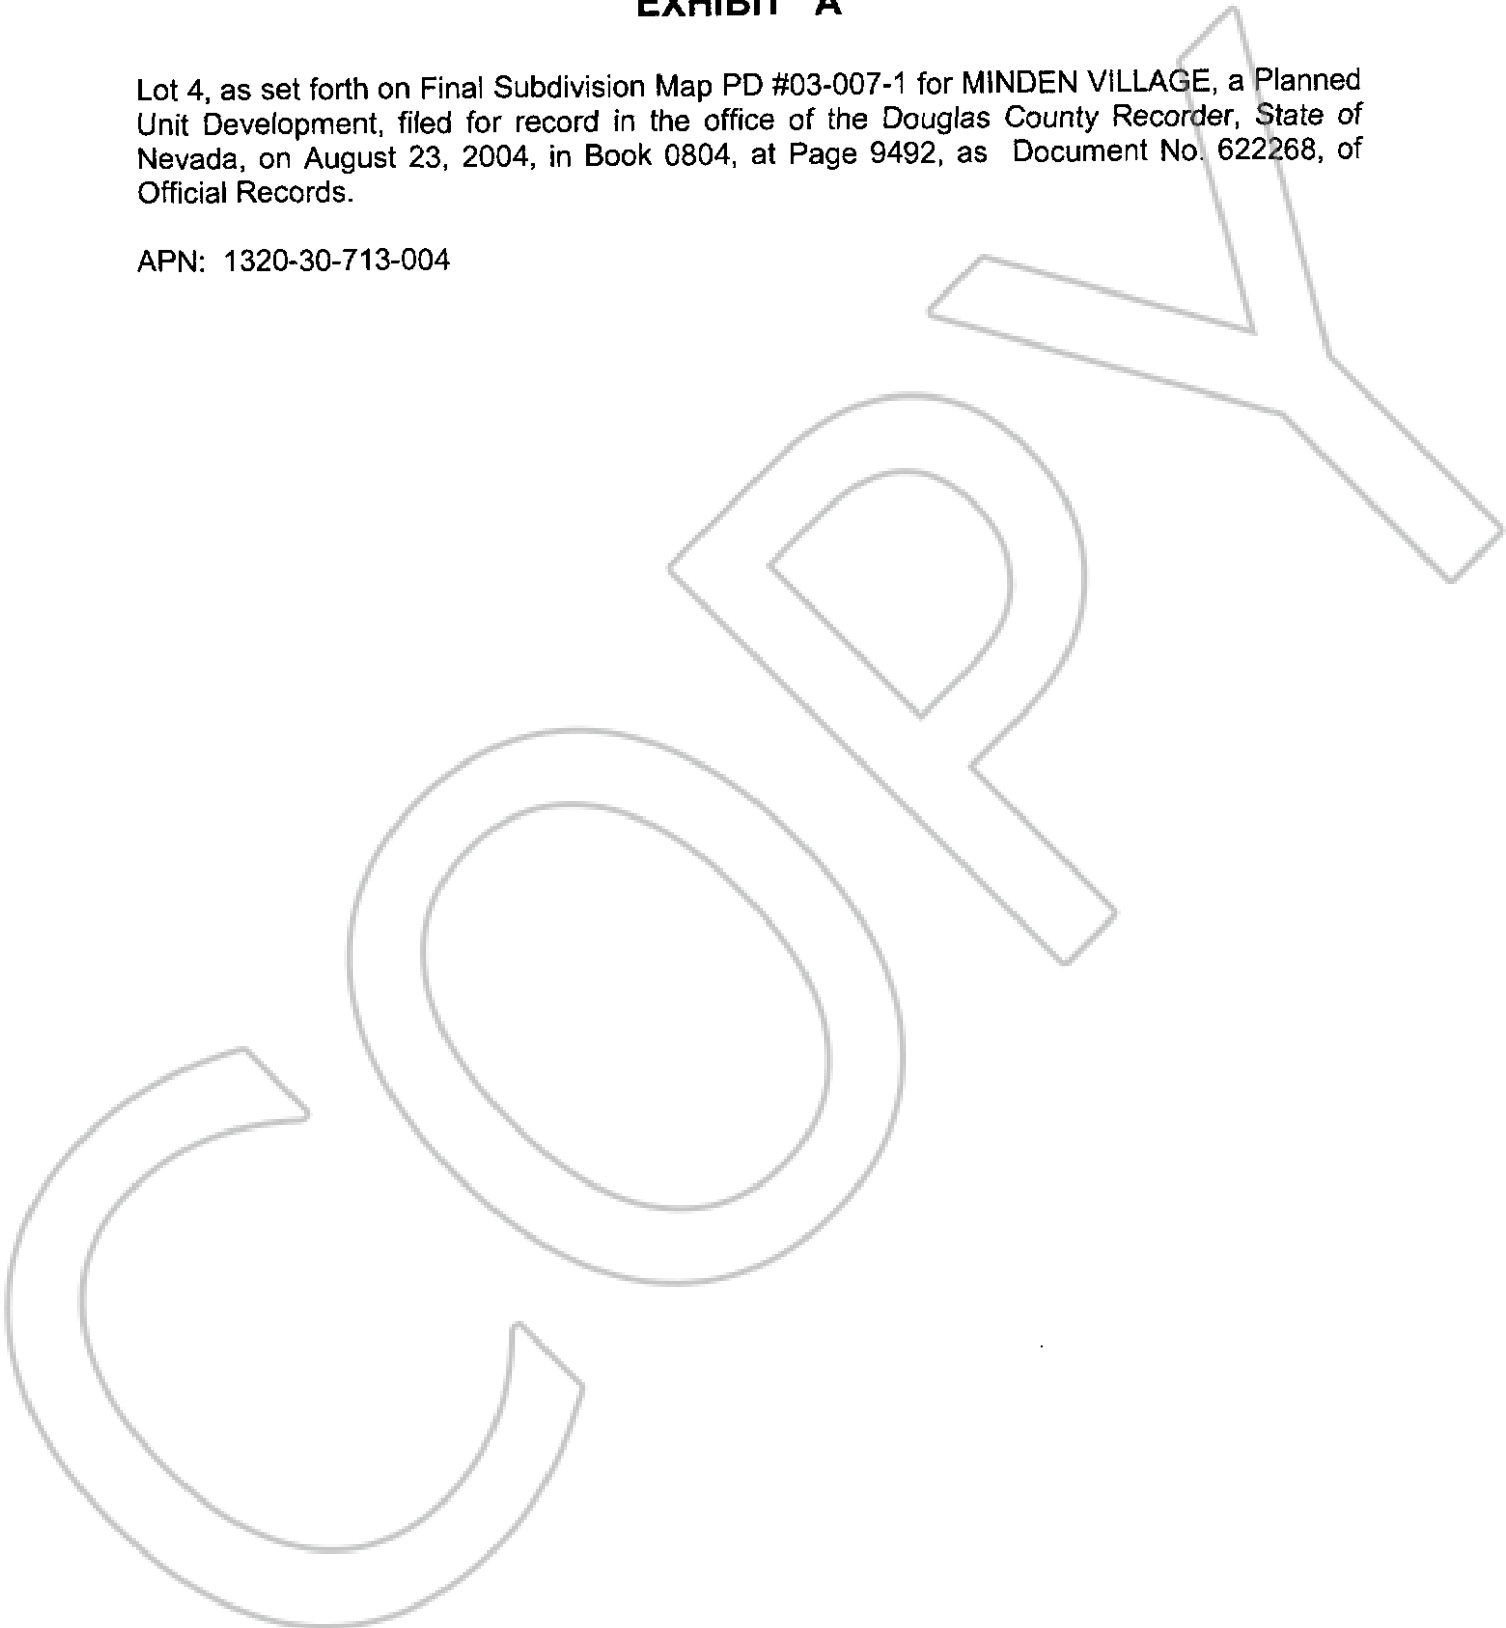 EXHIBIT "A"
Lot 4, as set forth on Final Subdivision Map PD #03-007-1 for MINDEN VILLAGE, a Planned
Unit Development, filed for record in the office of the Douglas County Recorder, State of
Nevada, on August 23, 2004, in Book 0804, at Page 9492, as Document No. 622268, of
Official Records.
APN: 1320-30-713-004
COPY